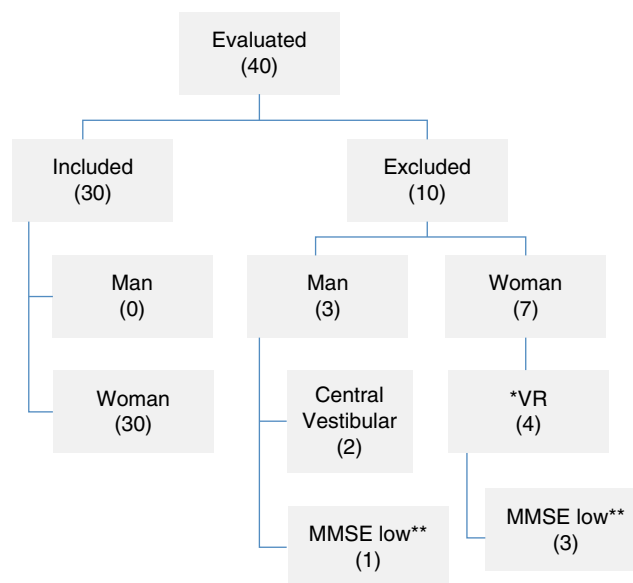 Evaluated
(40)
Included
(30)
Excluded
(10)
Man
(0)
Man
(3)
Woman
(7)
Woman
(30)
Central
Vestibular
(2)
*VR
(4)
MMSE low**
(1)
MMSE low**
(3)